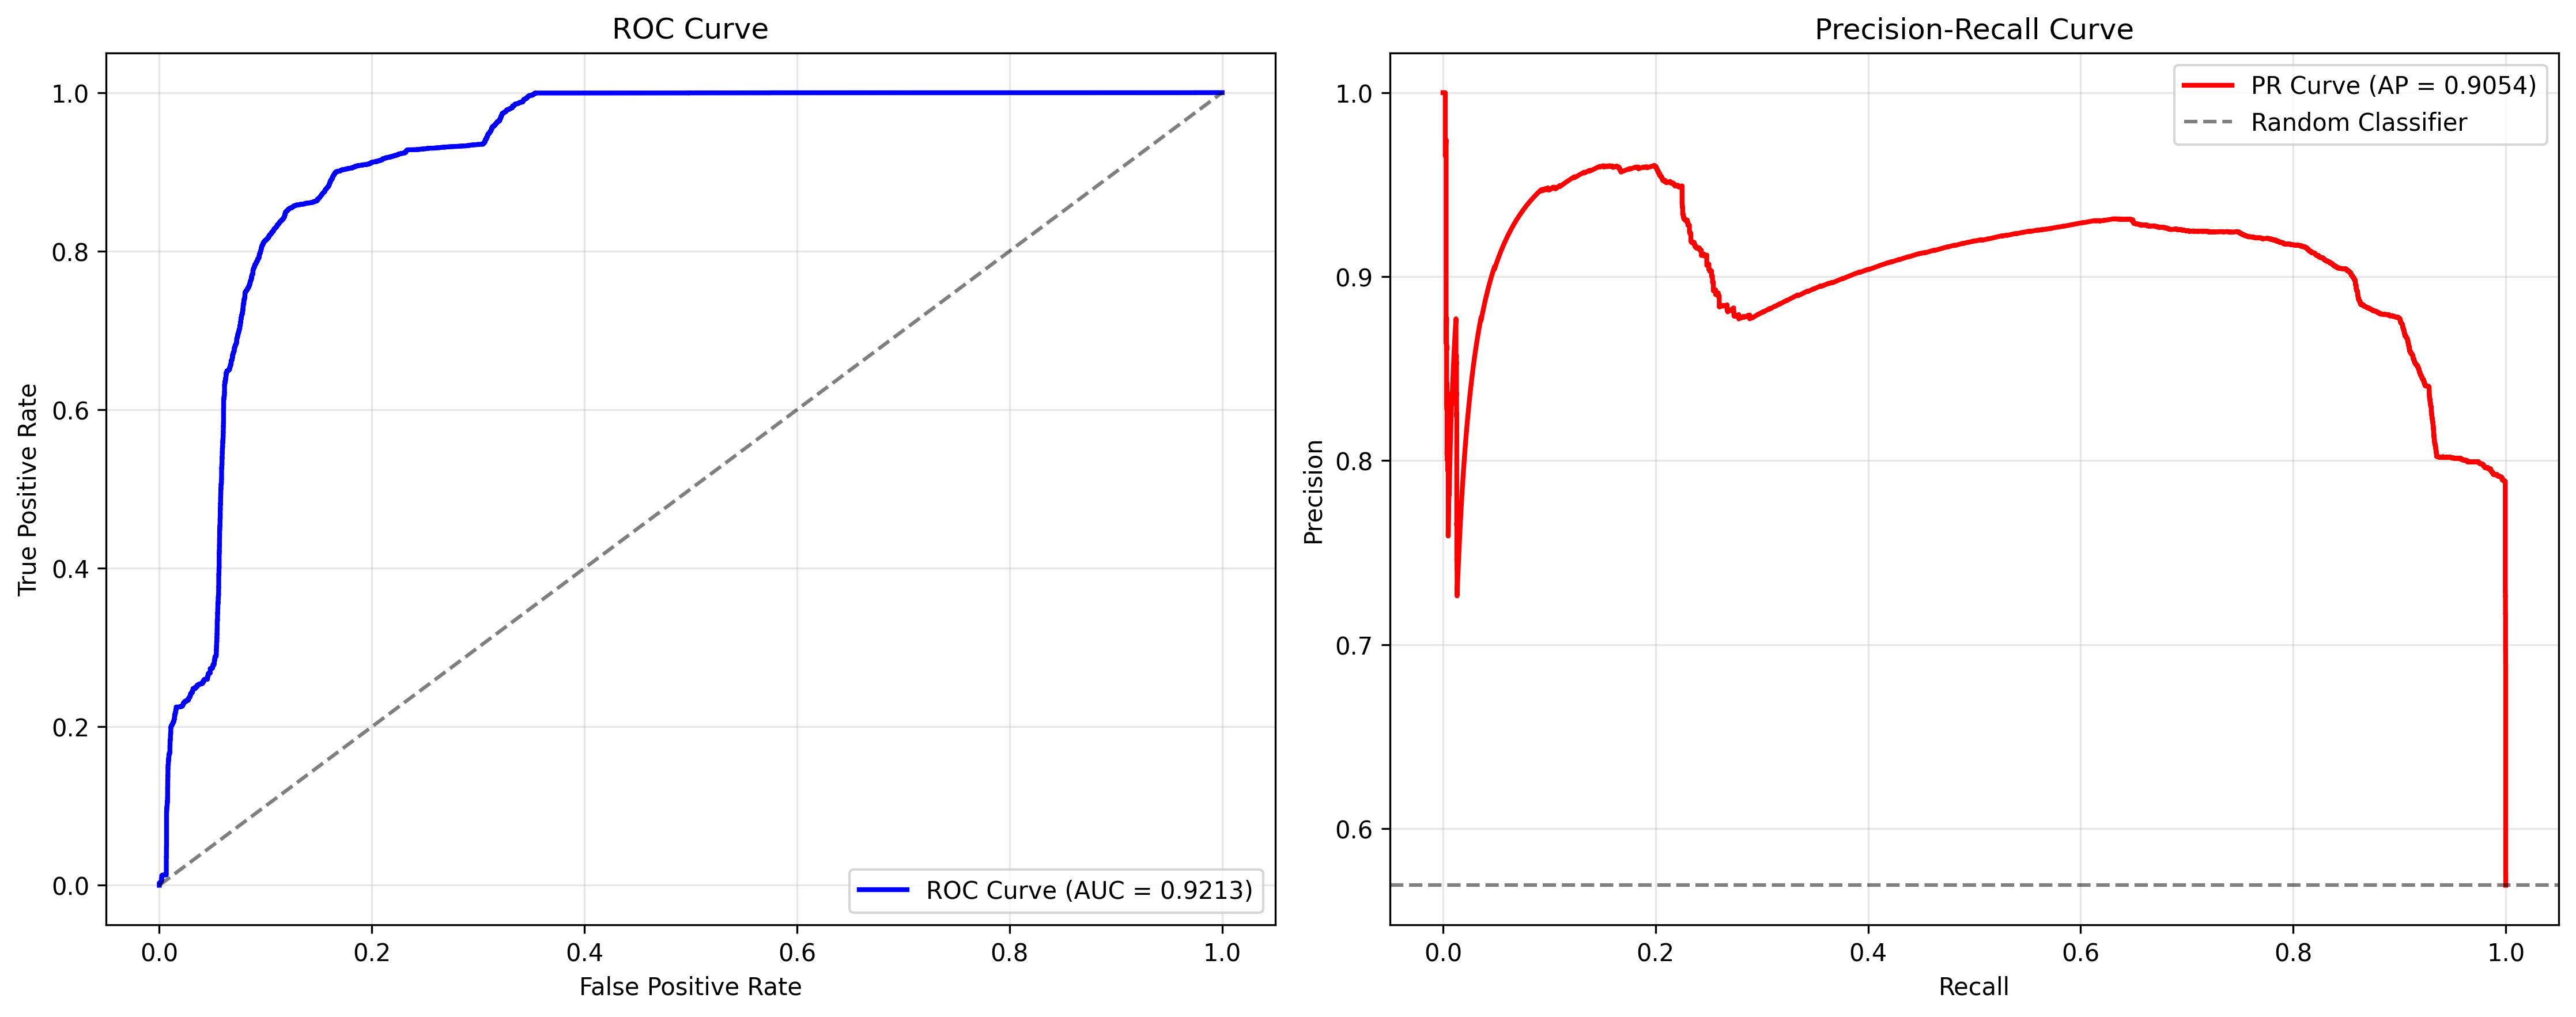 ROC Curve
True Positive Rate
1.0
0.8
0.6
0.4
0.2
0.0
ROC Curve (AUC = 0.9213)
0.0 0.2 0.4 0.6 0.8 1.0
False Positive Rate
Precision-Recall Curve
Precision
1.0
0.9
0.8
0.7
0.6
PR Curve (AP = 0.9054)
Random Classifier
0.0 0.2 0.4 0.6 0.8 1.0
Recall